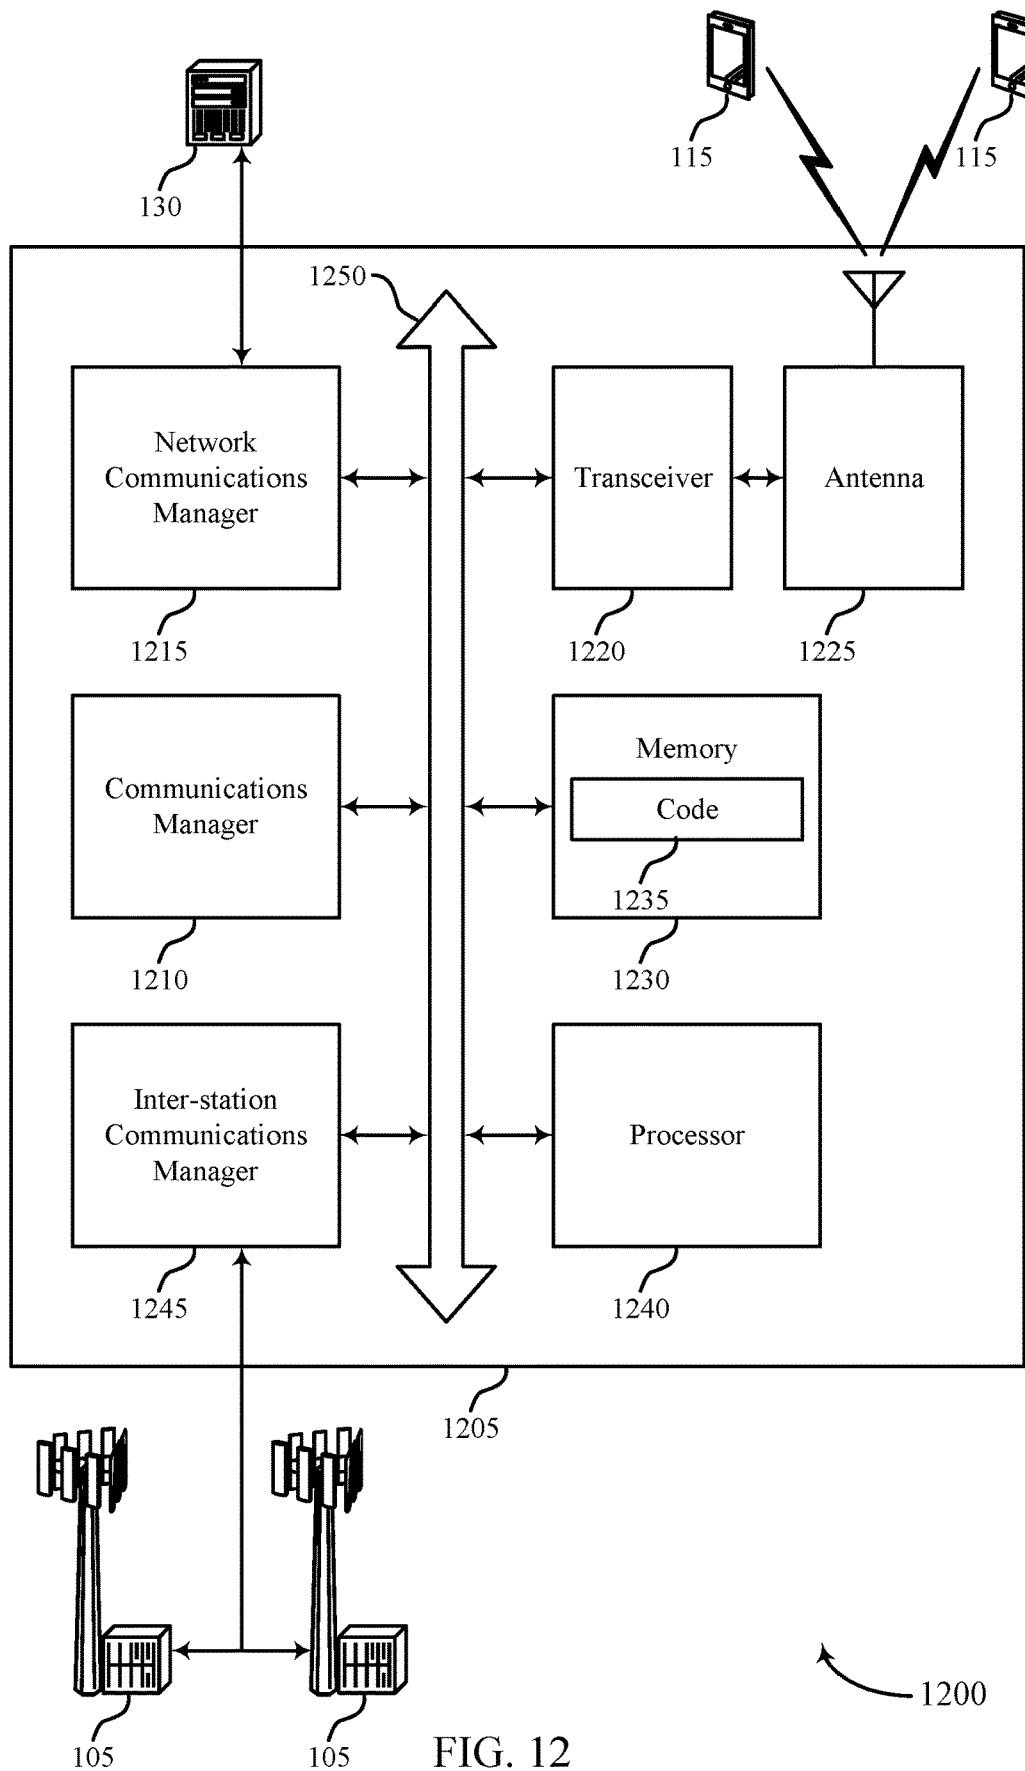 115
115
130
1250
Network
Communications
Manager
Transceiver
Antenna
1215
1220
1225
Communications
Manager
Memory
Code
1235
1210
1230
Inter-station
Communications
Manager
Processor
1245
1240
1205
1200
105
105
FIG. 12